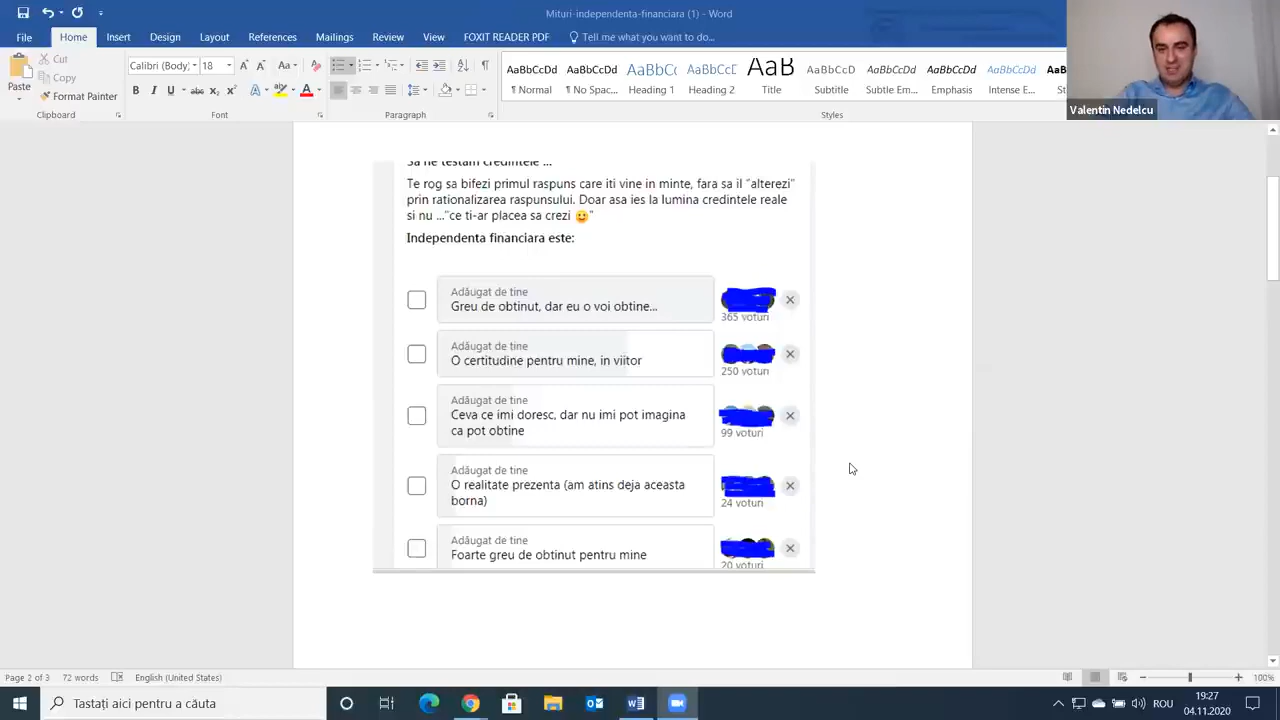 Mituri-independenta-financiara (1) - Word
File Home Insert Design Layout References Mailings Review View FOXIT READER PDF Tell me what you want to do...
Cut
Copy
Format Painter
Paste
Clipboard
Calibri (Body) 18
Font
Paragraph
AaBbCcDd AaBbCcDd AaBbCc AaBbCcD AaB AaBbCcD AaBbCcDd AaBbCcDd AaBbCcDd
¶ Normal ¶ No Spac... Heading 1 Heading 2 Title Subtitle Subtle Em... Emphasis Intense E...
Styles
Valentin Nedelcu
Sa ne testam credintele ...
Te rog sa bifezi primul raspuns care iti vine in minte, fara sa il "alterezi"
prin rationalizarea raspunsului. Doar asa ies la lumina credintele reale
si nu ..."ce ti-ar placea sa crezi 😀"
Independenta financiara este:
Adăugat de tine
Greu de obtinut, dar eu o voi obtine...
365 voturi
Adăugat de tine
O certitudine pentru mine, in viitor
250 voturi
Adăugat de tine
Ceva ce imi doresc, dar nu imi pot imagina
ca pot obtine
99 voturi
Adăugat de tine
O realitate prezenta (am atins deja aceasta
borna)
24 voturi
Adăugat de tine
Foarte greu de obtinut pentru mine
20 voturi
Page 2 of 3 72 words English (United States) 100%
Tastați aici pentru a căuta
ROU
19:27
04.11.2020